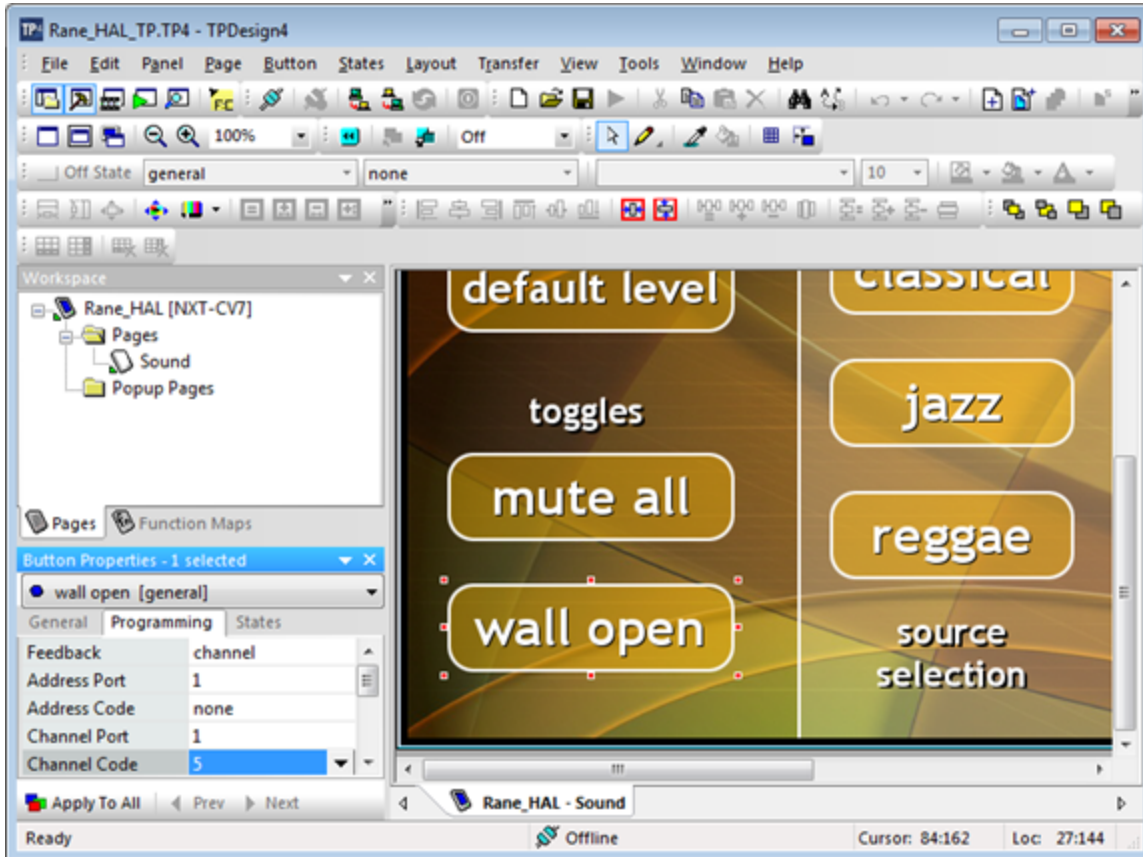 Rane_HAL_TP.TP4 - TPDesign4
File Edit Panel Page Button States Layout Transfer View Tools Window Help
100% Off
Off State general none 10
Workspace
Rane_HAL [NXT-CV7]
Pages
Sound
Popup Pages
Pages Function Maps
Button Properties - 1 selected
wall open [general]
General Programming States
Feedback channel
Address Port 1
Address Code none
Channel Port 1
Channel Code 5
Apply To All Prev Next
default level
toggles
mute all
wall open
classical
jazz
reggae
source
selection
Rane_HAL - Sound
Ready Offline Cursor: 84:162 Loc: 27:144